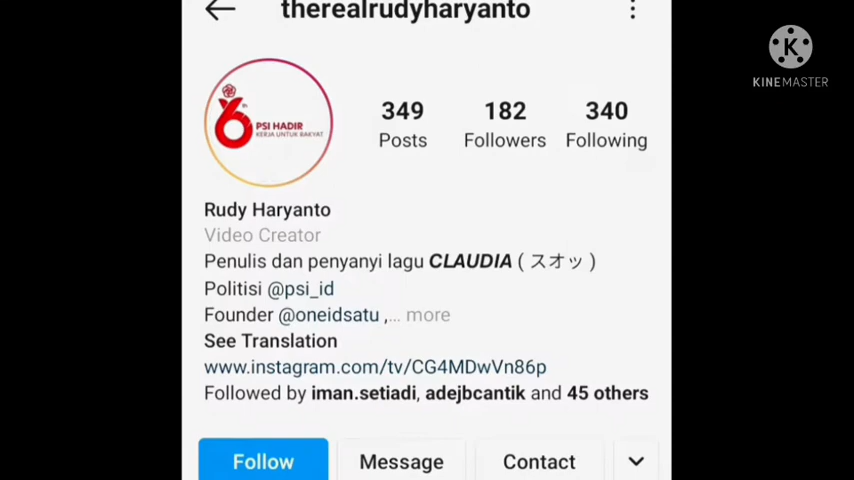 therealrudyharyanto
K
KINEMASTER
6th
PSI HADIR
KERJA UNTUK RAKYAT
349
Posts
182
Followers
340
Following
Rudy Haryanto
Video Creator
Penulis dan penyanyi lagu CLAUDIA ( スオッ )
Politisi @psi_id
Founder @oneidsatu ,... more
See Translation
www.instagram.com/tv/CG4MDwVn86p
Followed by iman.setiadi, adejbcantik and 45 others
Follow
Message
Contact